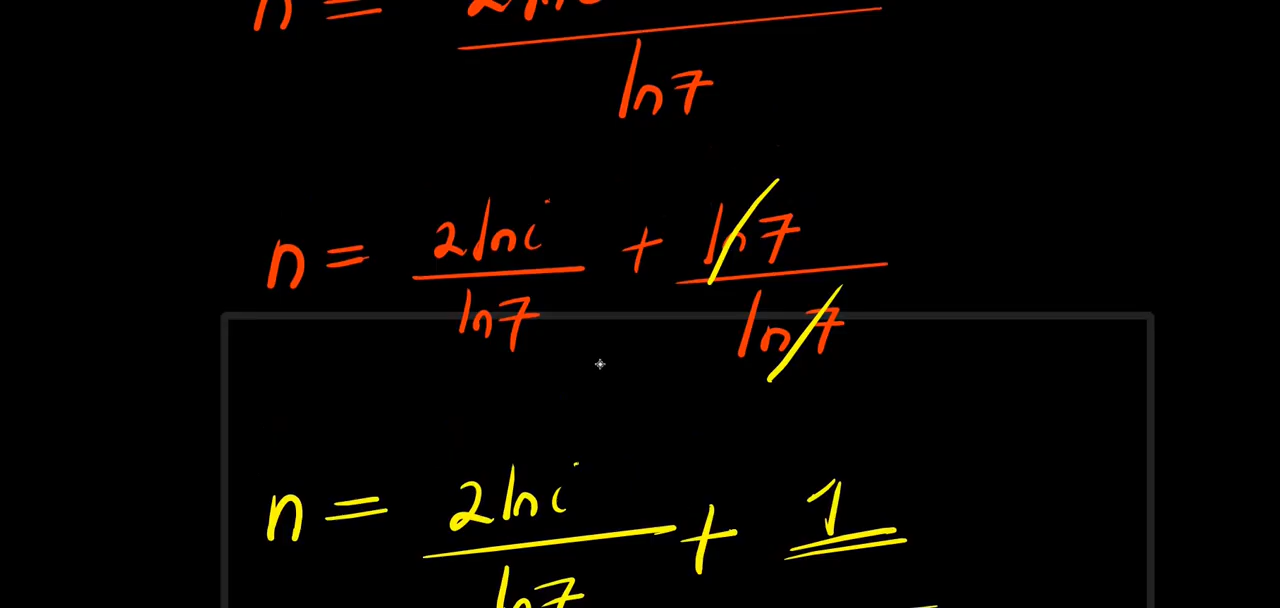 n =
ln7
n = 2lni/ln7 + ln7/ln7
n = 2lni/ln7 + 1